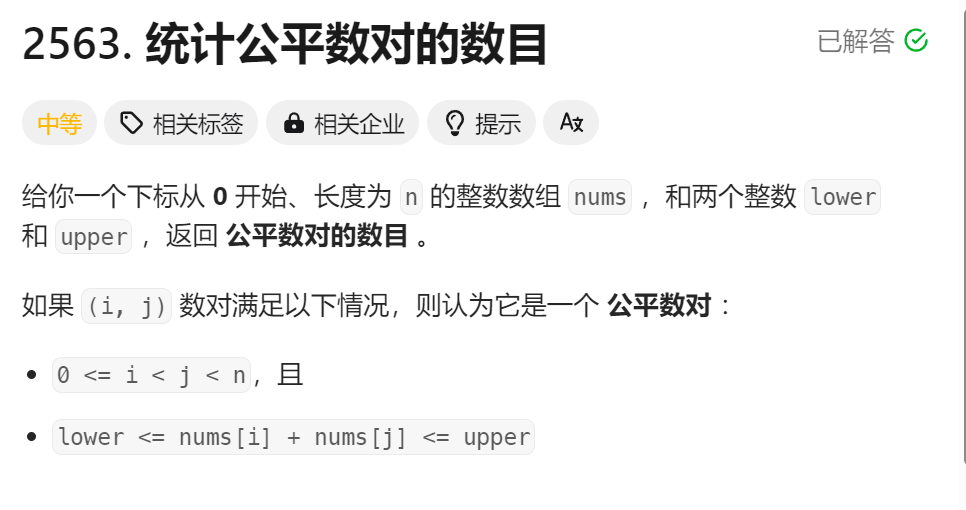 2563. 统计公平数对的数目
已解答
中等 相关标签 相关企业 提示
给你一个下标从 0 开始、长度为 n 的整数数组 nums ，和两个整数 lower
和 upper ，返回 公平数对的数目 。
如果 (i, j) 数对满足以下情况，则认为它是一个 公平数对 ：
0 <= i < j < n，且
lower <= nums[i] + nums[j] <= upper